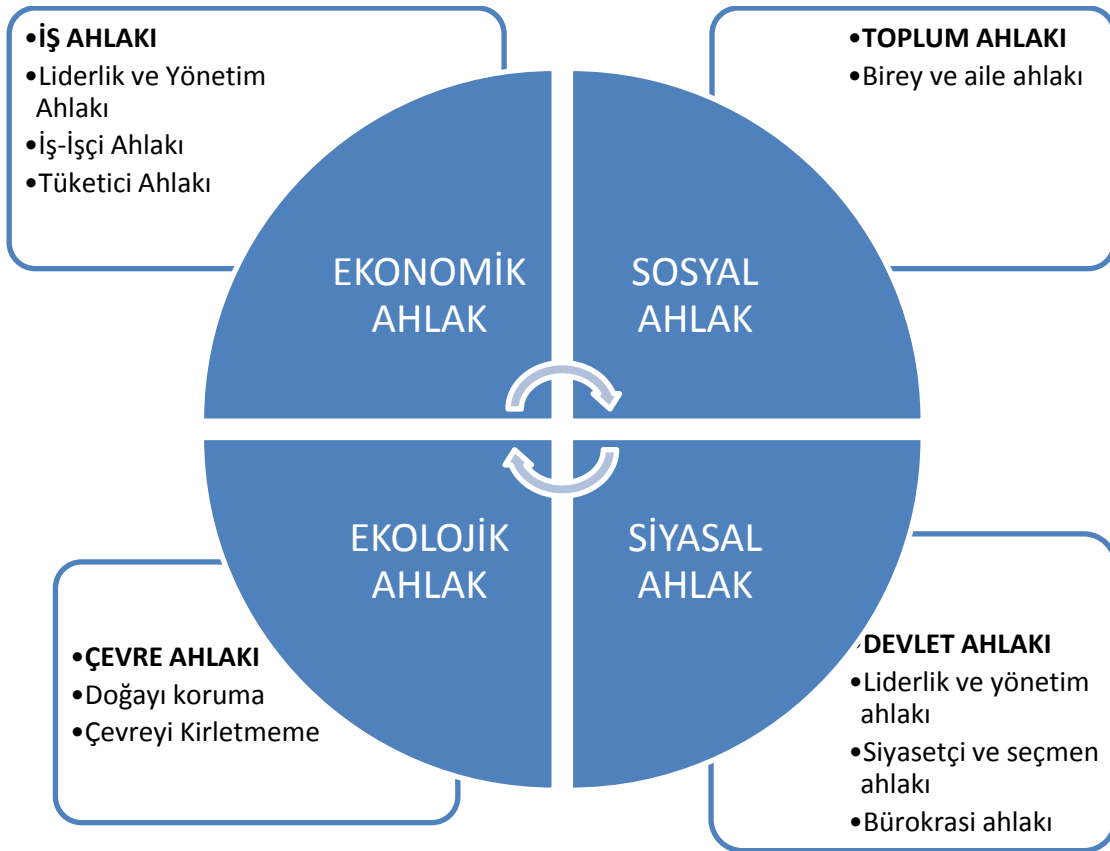 •İŞ AHLAKI
•Liderlik ve Yönetim
Ahlakı
•İş-İşçi Ahlakı
•Tüketici Ahlakı
•TOPLUM AHLAKI
•Birey ve aile ahlakı
EKONOMİK
AHLAK
SOSYAL
AHLAK
EKOLOJİK
AHLAK
SİYASAL
AHLAK
•ÇEVRE AHLAKI
•Doğayı koruma
•Çevreyi Kirletmeme
•DEVLET AHLAKI
•Liderlik ve yönetim
ahlakı
•Siyasetçi ve seçmen
ahlakı
•Bürokrasi ahlakı